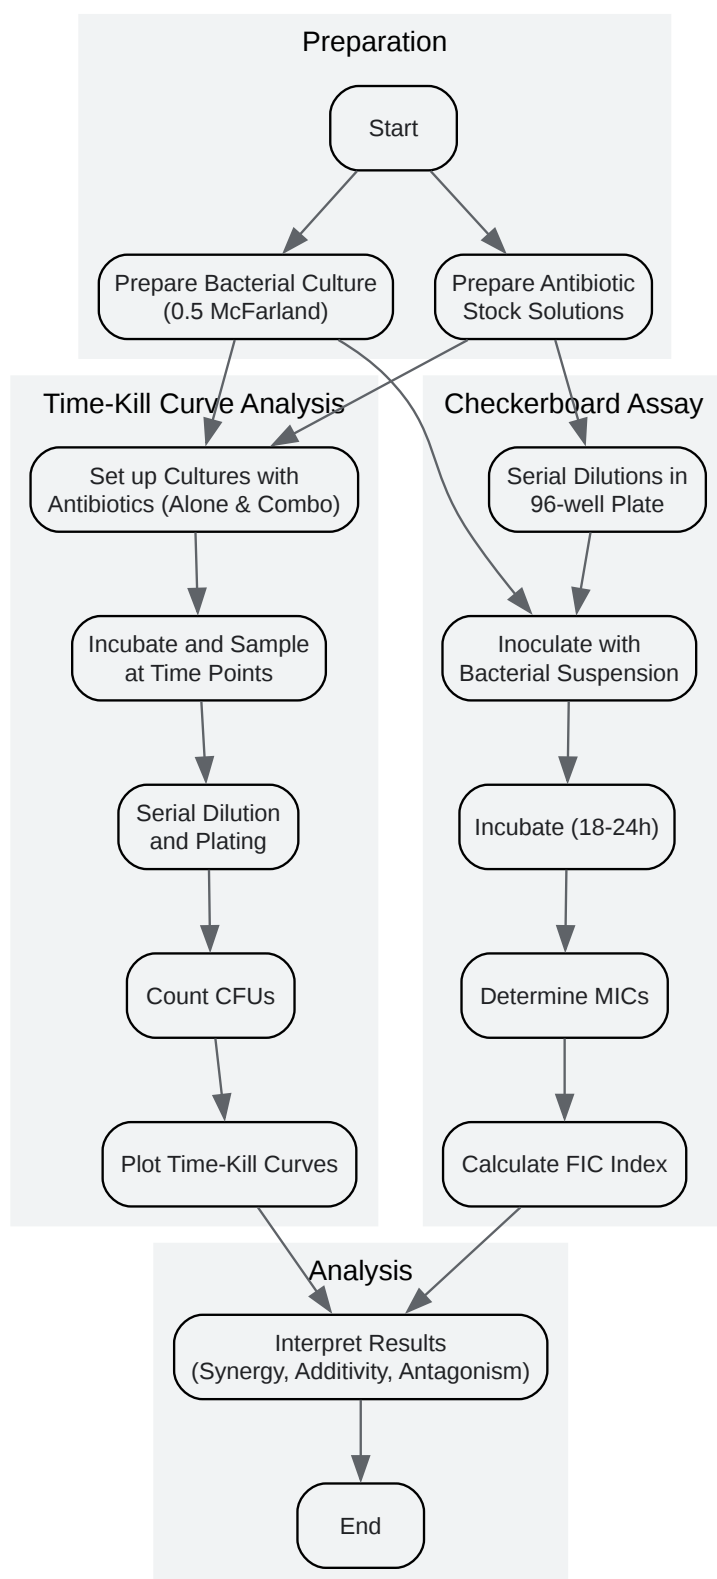 Preparation
Start
Prepare Bacterial Culture
(0.5 McFarland)
Prepare Antibiotic
Stock Solutions
Time-Kill Curve Analysis
Set up Cultures with
Antibiotics (Alone & Combo)
Incubate and Sample
at Time Points
Serial Dilution
and Plating
Count CFUs
Plot Time-Kill Curves
Checkerboard Assay
Serial Dilutions in
96-well Plate
Inoculate with
Bacterial Suspension
Incubate (18-24h)
Determine MICs
Calculate FIC Index
Analysis
Interpret Results
(Synergy, Additivity, Antagonism)
End